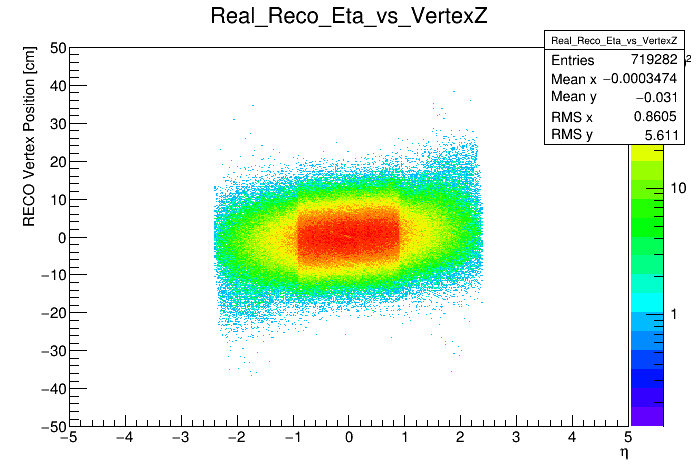 Real_Reco_Eta_vs_VertexZ
Real_Reco_Eta_vs_VertexZ
Entries 719282
Mean x −0.0003474
Mean y −0.031
RMS x 0.8605
RMS y 5.611
RECO Vertex Position [cm]
50
40
30
20
10
0
−10
−20
−30
−40
−50
−5 −4 −3 −2 −1 0 1 2 3 4 5
η
2
10
1